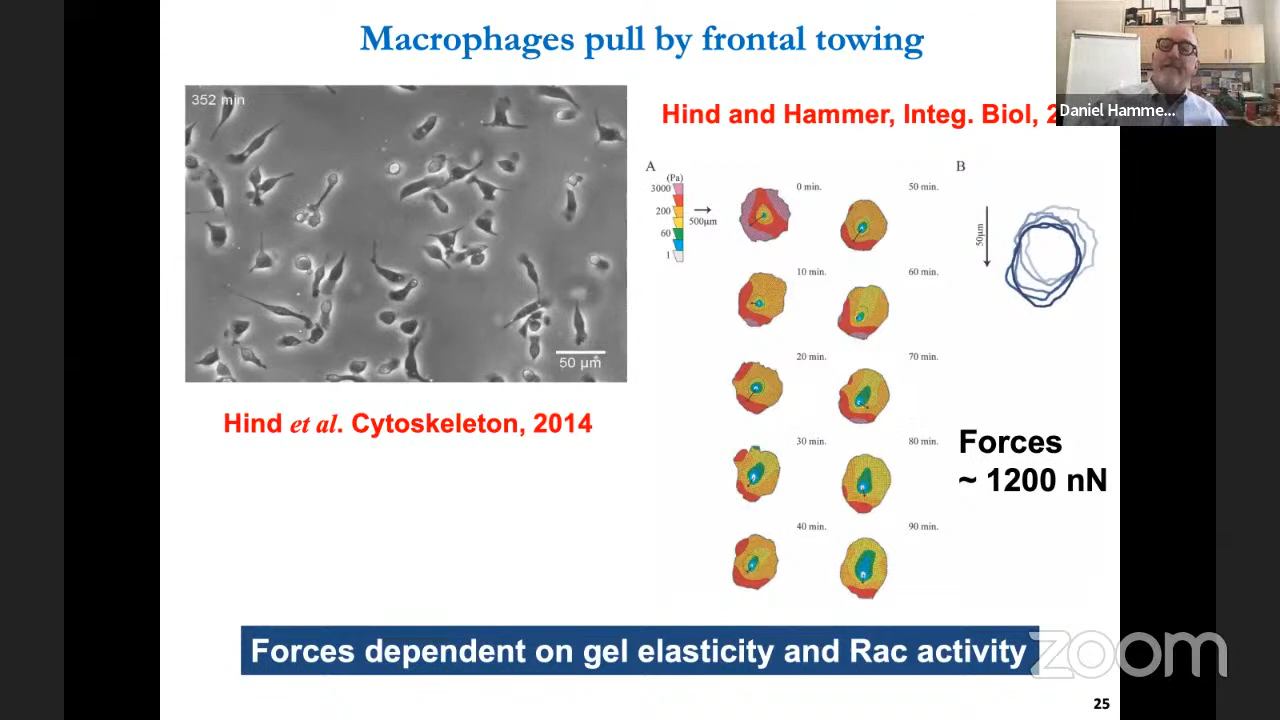 Macrophages pull by frontal towing
352 min
50 µm
Hind et al. Cytoskeleton, 2014
Hind and Hammer, Integ. Biol, 2
Daniel Hamme...
A
(Pa)
3000
200
60
1
500µm
0 min.
50 min.
10 min.
60 min.
20 min.
70 min.
30 min.
80 min.
40 min.
90 min.
B
50µm
Forces
~ 1200 nN
Forces dependent on gel elasticity and Rac activity
zoom
25